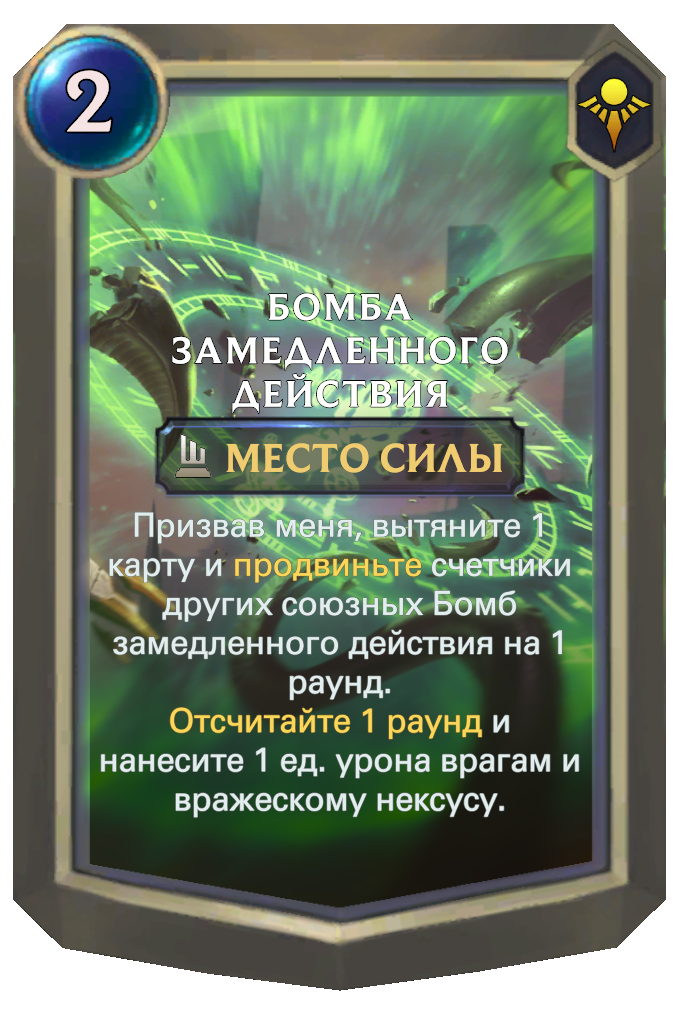 2
БОМБА
ЗАМЕДЛЕННОГО
ДЕЙСТВИЯ
МЕСТО СИЛЫ
Призвав меня, вытяните 1
карту и продвиньте счетчики
других союзных Бомб
замедленного действия на 1
раунд.
Отсчитайте 1 раунд и
нанесите 1 ед. урона врагам и
вражескому нексусу.